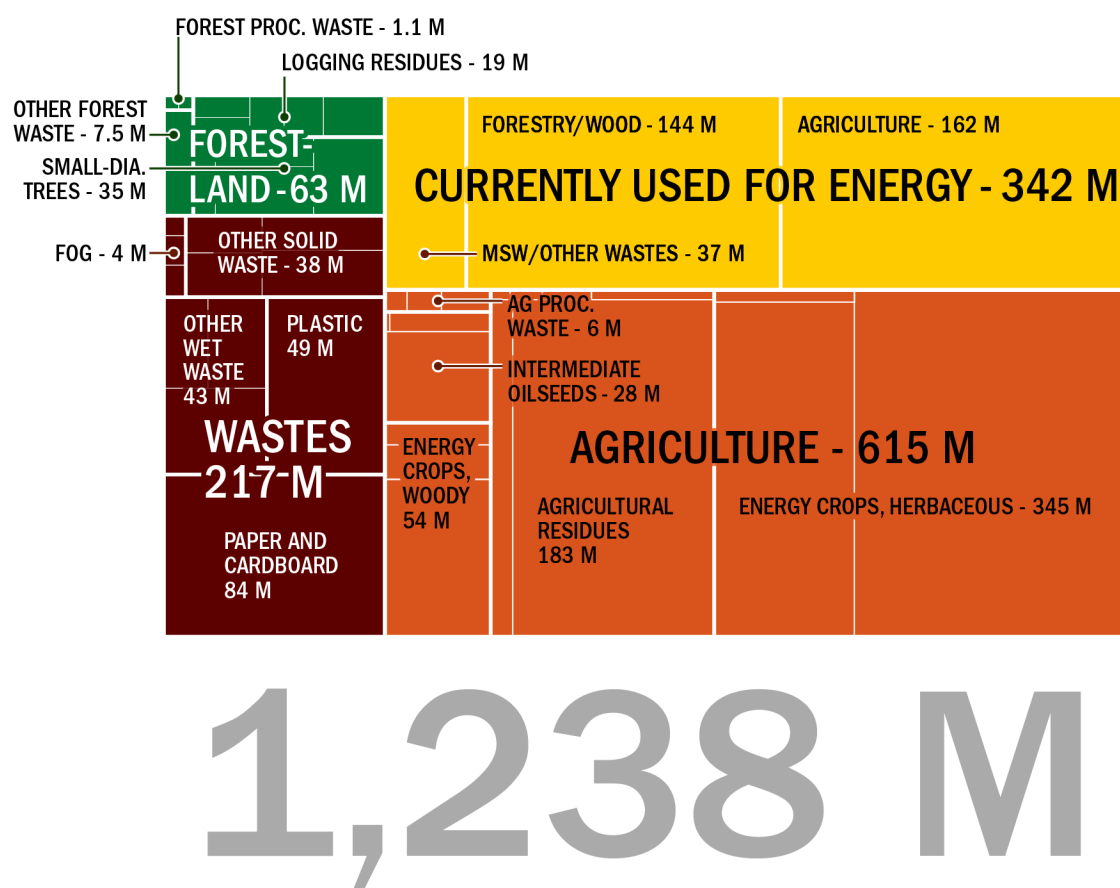 FOREST PROC. WASTE - 1.1 M
LOGGING RESIDUES - 19 M
OTHER FOREST
WASTE - 7.5 M
SMALL-DIA.
TREES - 35 M
FOREST-
LAND - 63 M
FORESTRY/WOOD - 144 M
AGRICULTURE - 162 M
CURRENTLY USED FOR ENERGY - 342 M
MSW/OTHER WASTES - 37 M
FOG - 4 M
OTHER SOLID
WASTE - 38 M
OTHER
WET
WASTE
43 M
PLASTIC
49 M
WASTES
217 M
PAPER AND
CARDBOARD
84 M
AG PROC.
WASTE - 6 M
INTERMEDIATE
OILSEEDS - 28 M
ENERGY
CROPS,
WOODY
54 M
AGRICULTURE - 615 M
AGRICULTURAL
RESIDUES
183 M
ENERGY CROPS, HERBACEOUS - 345 M
1,238 M